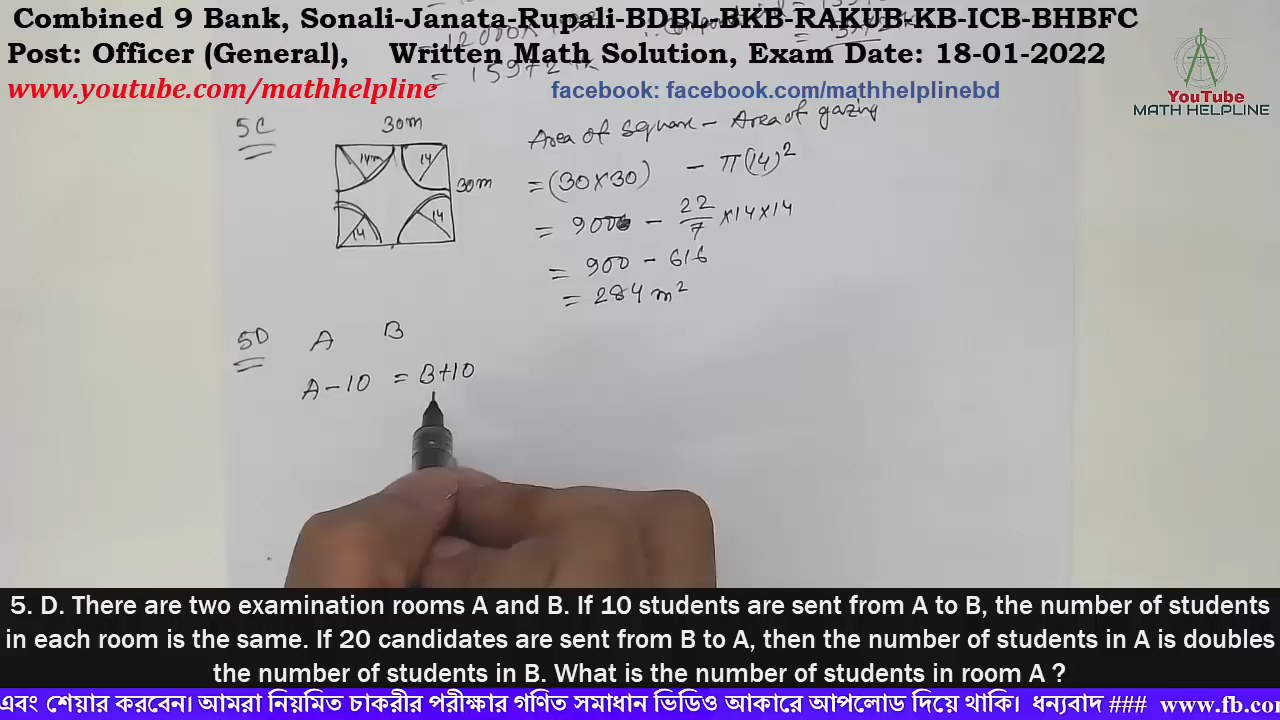 Combined 9 Bank, Sonali-Janata-Rupali-BDBL-BKB-RAKUB-KB-ICB-BHBFC
Post: Officer (General), Written Math Solution, Exam Date: 18-01-2022
www.youtube.com/mathhelpline facebook: facebook.com/mathhelplinebd
YouTube
MATH HELPLINE
= 15972
5C 30m Area of square - Area of gazing
14m 14 30m = (30×30) - π(14)²
14 14 = 900 - 22/7 ×14×14
= 900 - 616
= 284 m²
5D A B
A-10 = B+10
5. D. There are two examination rooms A and B. If 10 students are sent from A to B, the number of students
in each room is the same. If 20 candidates are sent from B to A, then the number of students in A is doubles
the number of students in B. What is the number of students in room A ?
এবং শেয়ার করবেন। আমরা নিয়মিত চাকরীর পরীক্ষার গণিত সমাধান ভিডিও আকারে আপলোড দিয়ে থাকি। ধন্যবাদ ### www.fb.co